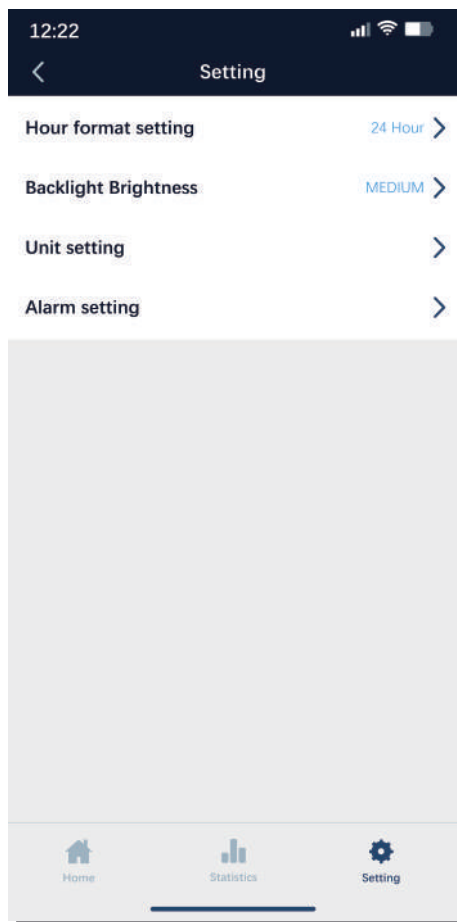 12:22
Setting
Hour format setting 24 Hour
Backlight Brightness MEDIUM
Unit setting
Alarm setting
Home Statistics Setting